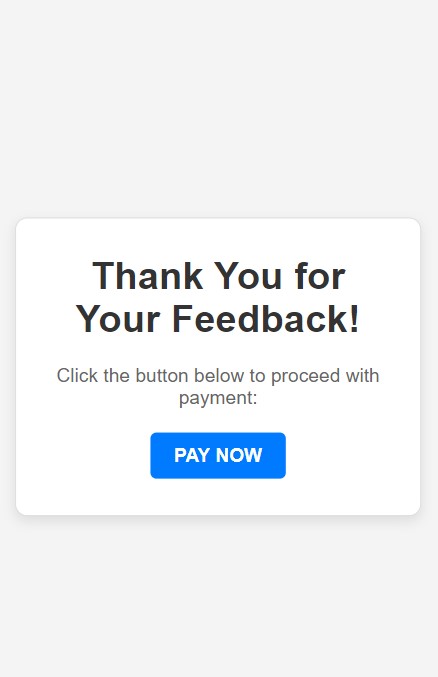 Thank You for
Your Feedback!
Click the button below to proceed with
payment:
PAY NOW